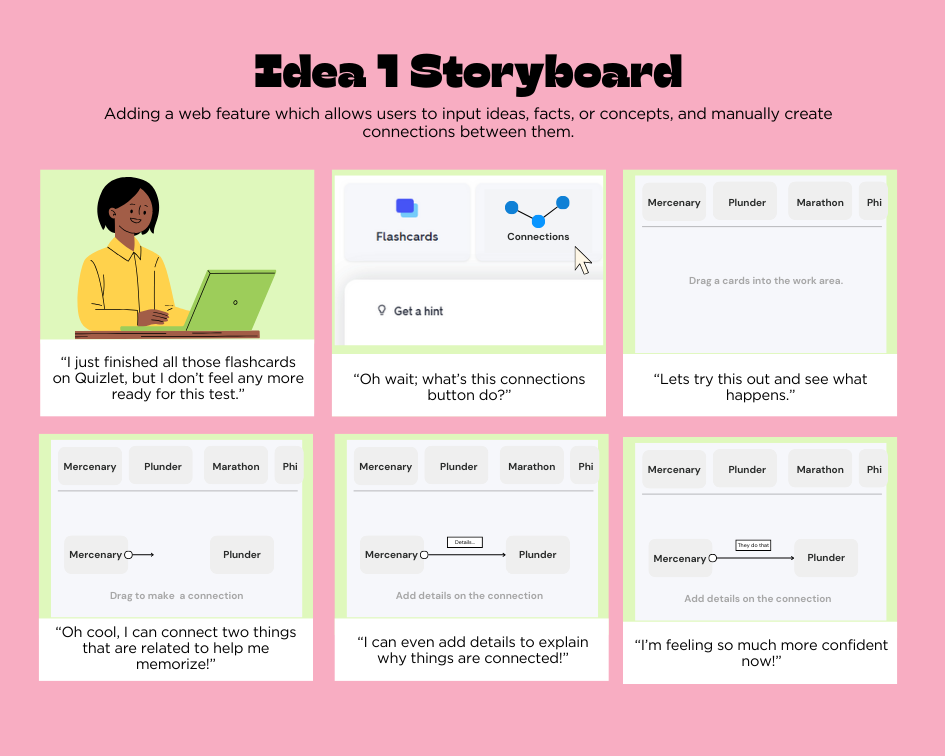 Idea 1 Storyboard
Adding a web feature which allows users to input ideas, facts, or concepts, and manually create
connections between them.
“I just finished all those flashcards
on Quizlet, but I don’t feel any more
ready for this test.”
Flashcards
Connections
Get a hint
“Oh wait; what’s this connections
button do?”
Mercenary Plunder Marathon Phi
Drag a cards into the work area.
“Lets try this out and see what
happens.”
Mercenary Plunder Marathon Phi
Mercenary Plunder
Drag to make a connection
“Oh cool, I can connect two things
that are related to help me
memorize!”
Mercenary Plunder Marathon Phi
Details...
Mercenary Plunder
Add details on the connection
“I can even add details to explain
why things are connected!”
Mercenary Plunder Marathon Phi
They do that
Mercenary Plunder
Add details on the connection
“I’m feeling so much more confident
now!”